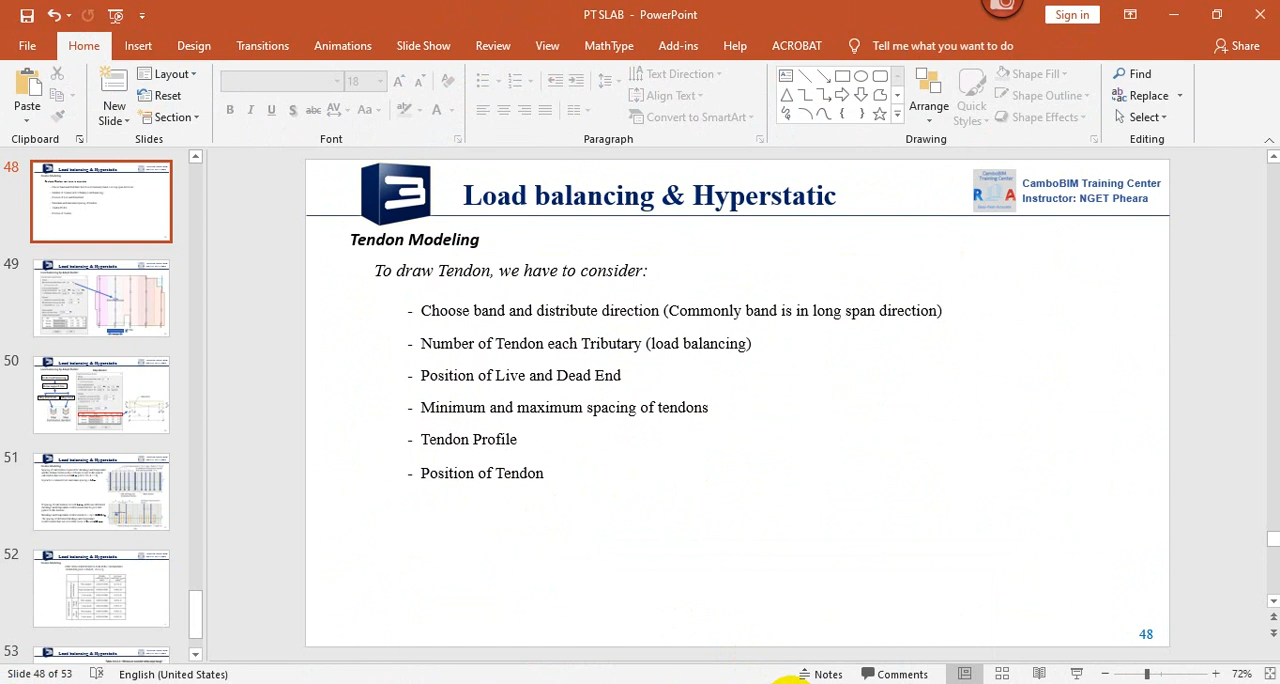 PT SLAB - PowerPoint
Sign in
File Home Insert Design Transitions Animations Slide Show Review View MathType Add-ins Help ACROBAT Tell me what you want to do Share
Paste
New Slide
Layout
Reset
Section
18
B I U S abc AV Aa A
Text Direction
Align Text
Convert to SmartArt
Arrange
Quick Styles
Shape Fill
Shape Outline
Shape Effects
Find
Replace
Select
Clipboard Slides Font Paragraph Drawing Editing
48
49
50
51
52
53
Load balancing & Hyperstatic
CamboBIM Training Center
Instructor: NGET Pheara
Tendon Modeling
To draw Tendon, we have to consider:
- Choose band and distribute direction (Commonly band is in long span direction)
- Number of Tendon each Tributary (load balancing)
- Position of Live and Dead End
- Minimum and maximum spacing of tendons
- Tendon Profile
- Position of Tendon
48
Slide 48 of 53 English (United States) Notes Comments 72%